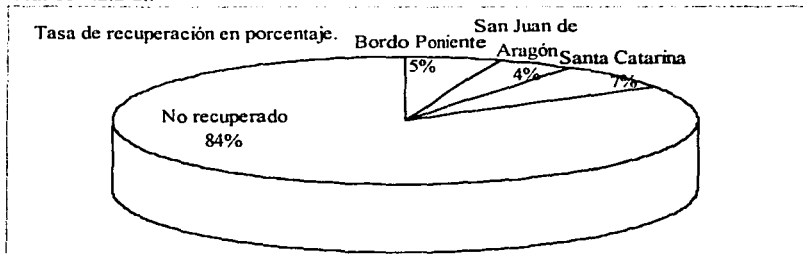 Tasa de recuperación en porcentaje.
Bordo Poniente
5%
San Juan de
Aragón
4%
Santa Catarina
7%
No recuperado
84%